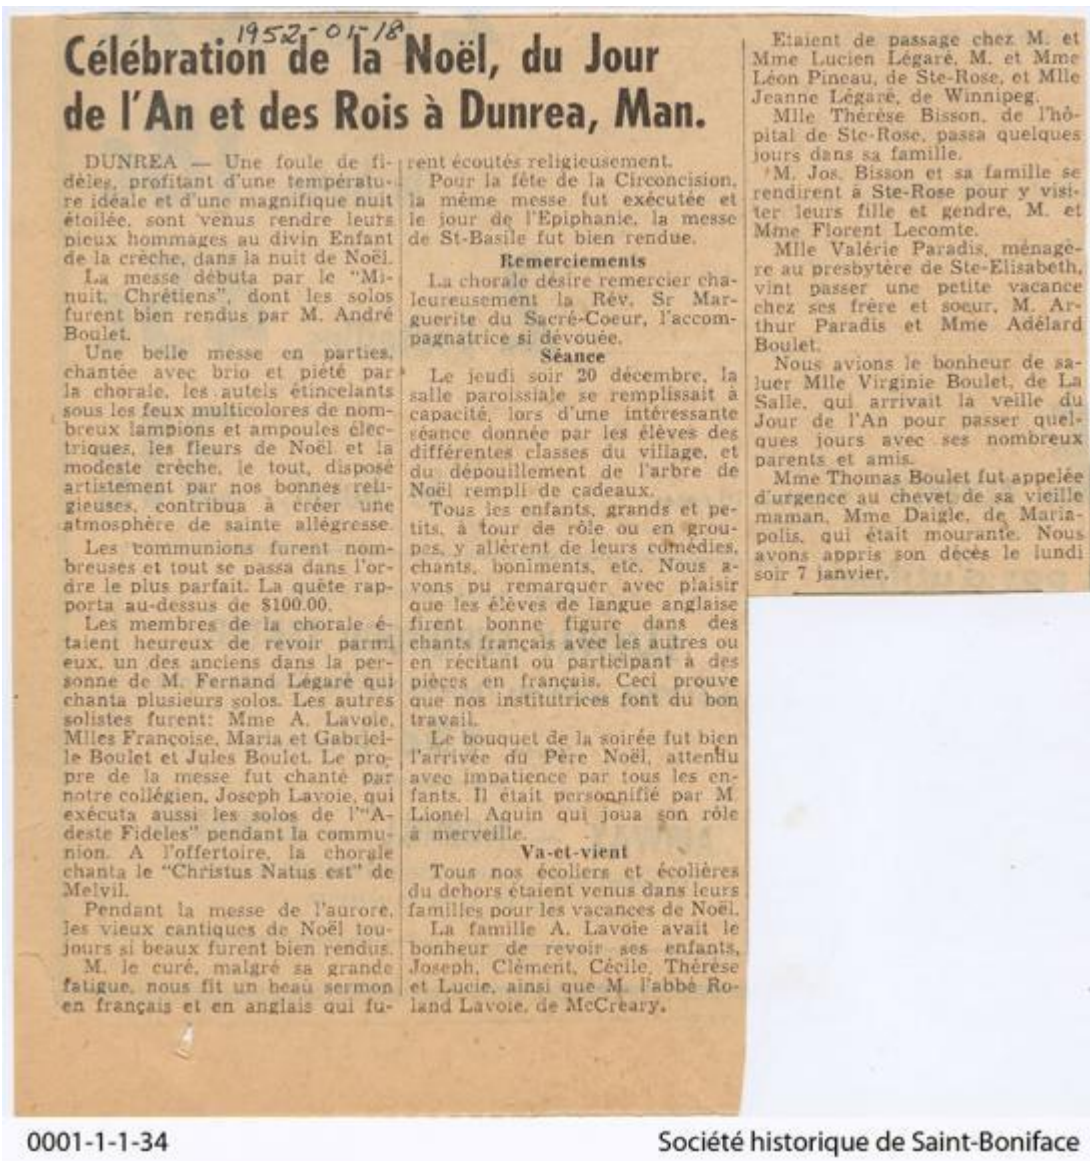 1952-01-18
Célébration de la Noël, du Jour
de l'An et des Rois à Dunrea, Man.
DUNREA — Une foule de fi-
dèles, profitant d'une températu-
re idéale et d'une magnifique nuit
étoilée, sont venus rendre leurs
pieux hommages au divin Enfant
de la crèche, dans la nuit de Noël.
La messe débuta par le "Mi-
nuit, Chrétiens", dont les solos
furent bien rendus par M. André
Boulet.
Une belle messe en parties,
chantée avec brio et piété par
la chorale, les autels étincelants
sous les feux multicolores de nom-
breux lampions et ampoules élec-
triques, les fleurs de Noël et la
modeste crèche, le tout, disposé
artistement par nos bonnes reli-
gieuses, contribua à créer une
atmosphère de sainte allégresse.
Les communions furent nom-
breuses et tout se passa dans l'or-
dre le plus parfait. La quête rap-
porta au-dessus de $100.00.
Les membres de la chorale é-
taient heureux de revoir parmi
eux, un des anciens dans la per-
sonne de M. Fernand Légaré qui
chanta plusieurs solos. Les autres
solistes furent: Mme A. Lavoie,
Mlles Françoise, Maria et Gabriel-
le Boulet et Jules Boulet. Le pro-
pre de la messe fut chanté par
notre collégien, Joseph Lavoie, qui
exécuta aussi les solos de l'"A-
deste Fideles" pendant la commu-
nion. A l'offertoire, la chorale
chanta le "Christus Natus est" de
Melvil.
Pendant la messe de l'aurore,
les vieux cantiques de Noël tou-
jours si beaux furent bien rendus.
M. le curé, malgré sa grande
fatigue, nous fit un beau sermon
en français et en anglais qui fu-
rent écoutés religieusement.
Pour la fête de la Circoncision,
la même messe fut exécutée et
le jour de l'Epiphanie, la messe
de St-Basile fut bien rendue.
Remerciements
La chorale désire remercier cha-
leureusement la Rév. Sr Mar-
guerite du Sacré-Coeur, l'accom-
pagnatrice si dévouée.
Séance
Le jeudi soir 20 décembre, la
salle paroissiale se remplissait à
capacité, lors d'une intéressante
séance donnée par les élèves des
différentes classes du village, et
du dépouillement de l'arbre de
Noël rempli de cadeaux.
Tous les enfants, grands et pe-
tits, à tour de rôle ou en grou-
pes, y allèrent de leurs comédies,
chants, boniments, etc. Nous a-
vons pu remarquer avec plaisir
que les élèves de langue anglaise
firent bonne figure dans des
chants français avec les autres ou
en récitant ou participant à des
pièces en français. Ceci prouve
que nos institutrices font du bon
travail.
Le bouquet de la soirée fut bien
l'arrivée du Père Noël, attendu
avec impatience par tous les en-
fants. Il était personnifié par M.
Lionel Aquin qui joua son rôle
à merveille.
Va-et-vient
Tous nos écoliers et écolières
du dehors étaient venus dans leurs
familles pour les vacances de Noël.
La famille A. Lavoie avait le
bonheur de revoir ses enfants,
Joseph, Clément, Cécile, Thérèse
et Lucie, ainsi que M. l'abbé Ro-
land Lavoie, de McCreary.
Etaient de passage chez M. et
Mme Lucien Légaré, M. et Mme
Léon Pineau, de Ste-Rose, et Mlle
Jeanne Légaré, de Winnipeg.
Mlle Thérèse Bisson, de l'hô-
pital de Ste-Rose, passa quelques
jours dans sa famille.
M. Jos. Bisson et sa famille se
rendirent à Ste-Rose pour y visi-
ter leurs fille et gendre, M. et
Mme Florent Lecomte.
Mlle Valérie Paradis, ménagè-
re au presbytère de Ste-Elisabeth,
vint passer une petite vacance
chez ses frère et soeur, M. Ar-
thur Paradis et Mme Adélard
Boulet.
Nous avions le bonheur de sa-
luer Mlle Virginie Boulet, de La
Salle, qui arrivait la veille du
Jour de l'An pour passer quel-
ques jours avec ses nombreux
parents et amis.
Mme Thomas Boulet fut appelée
d'urgence au chevet de sa vieille
maman, Mme Daigle, de Maria-
polis, qui était mourante. Nous
avons appris son décès le lundi
soir 7 janvier.
0001-1-1-34
Société historique de Saint-Boniface